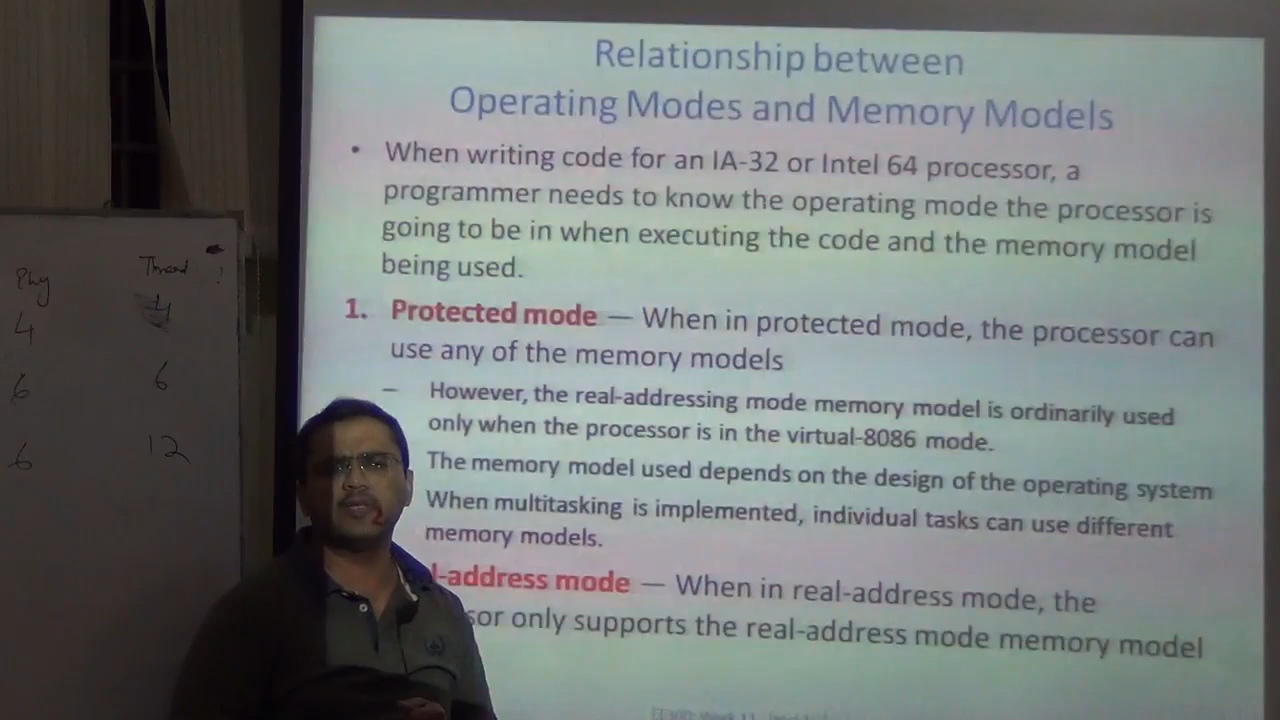 Relationship between
Operating Modes and Memory Models
• When writing code for an IA-32 or Intel 64 processor, a
programmer needs to know the operating mode the processor is
going to be in when executing the code and the memory model
being used.
1. Protected mode — When in protected mode, the processor can
use any of the memory models
– However, the real-addressing mode memory model is ordinarily used
only when the processor is in the virtual-8086 mode.
The memory model used depends on the design of the operating system
When multitasking is implemented, individual tasks can use different
memory models.
l-address mode — When in real-address mode, the
sor only supports the real-address mode memory model
Phy Thread !
4 4
6 6
6 12